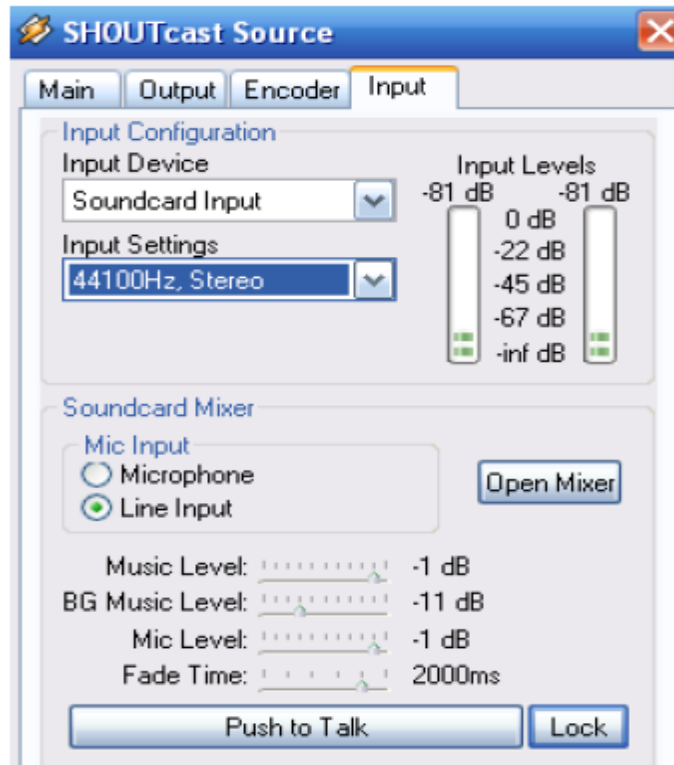 SHOUTcast Source
Main Output Encoder Input
Input Configuration
Input Device
Soundcard Input
Input Settings
44100Hz, Stereo
Input Levels
-81 dB -81 dB
0 dB
-22 dB
-45 dB
-67 dB
-inf dB
Soundcard Mixer
Mic Input
Microphone
Line Input
Open Mixer
Music Level: -1 dB
BG Music Level: -11 dB
Mic Level: -1 dB
Fade Time: 2000ms
Push to Talk Lock